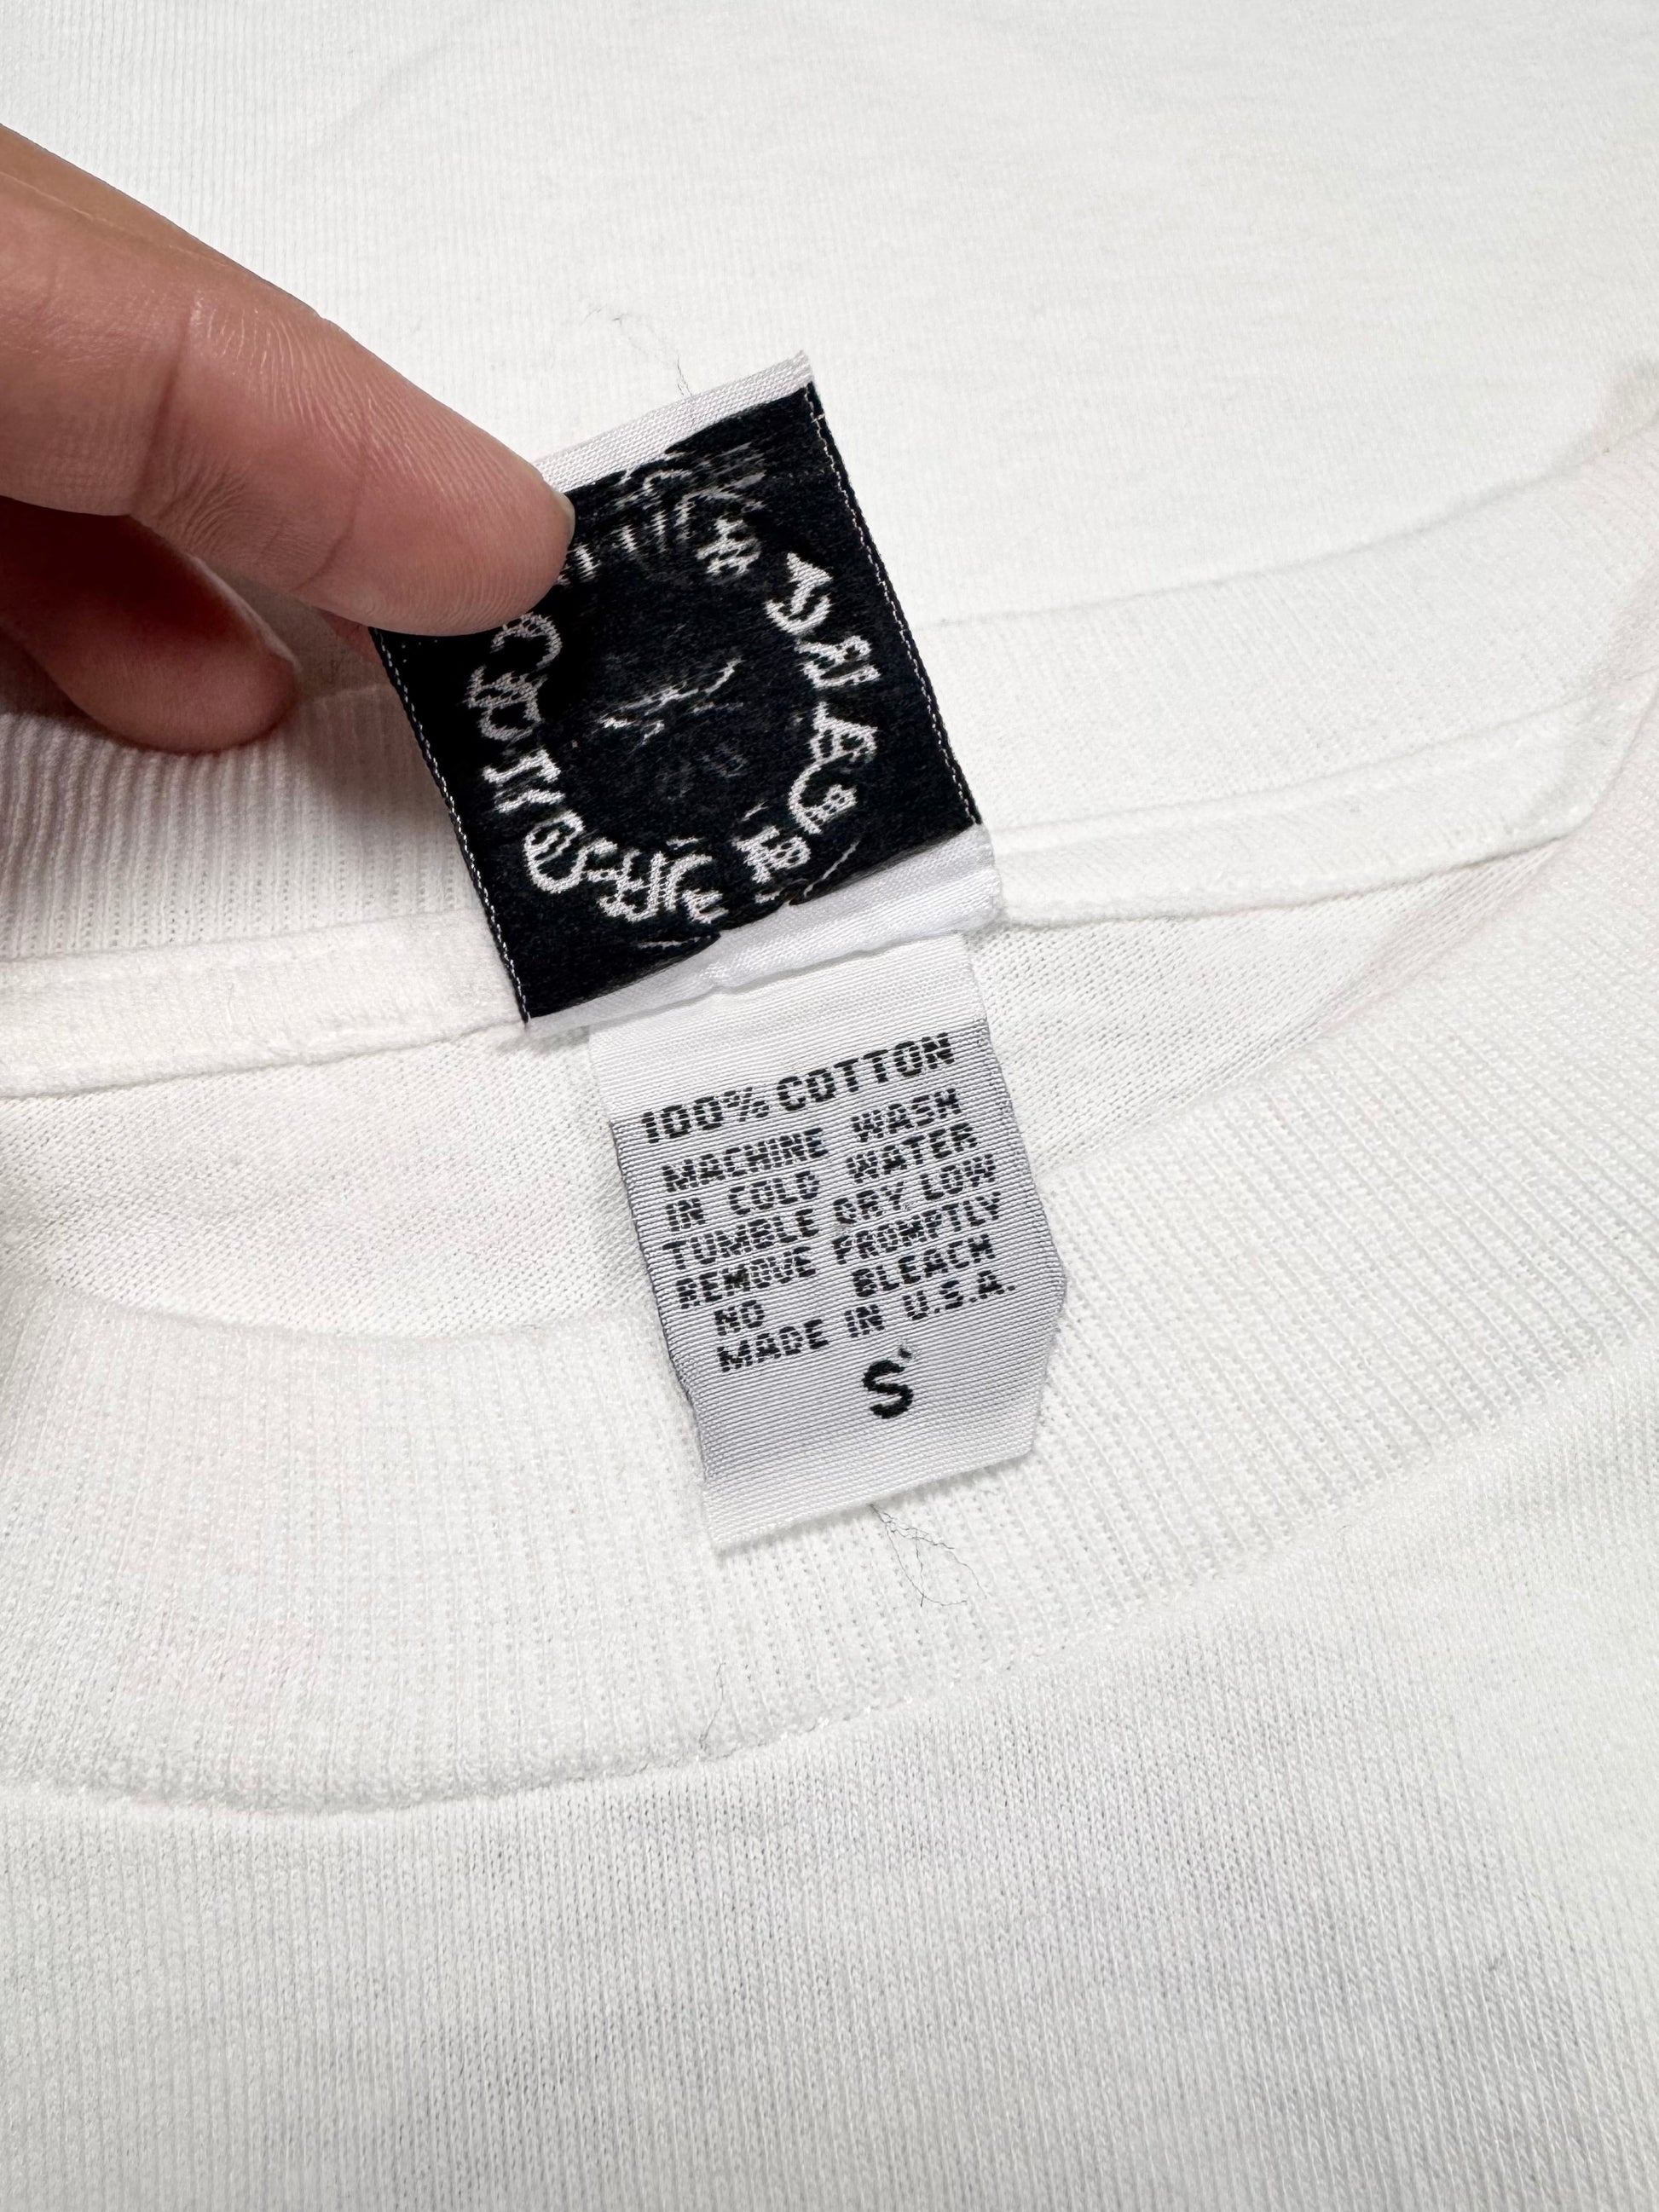 100% COTTON
MACHINE WASH
IN COLD WATER
TUMBLE DRY LOW
REMOVE PROMPTLY
NO BLEACH
MADE IN U.S.A.
S